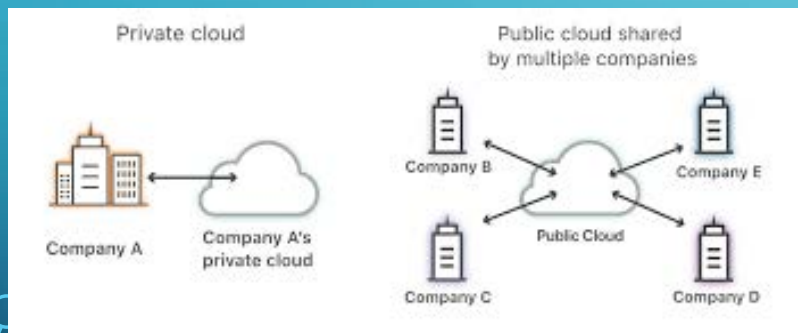 Private cloud
Company A
Company A's
private cloud
Public cloud shared
by multiple companies
Company B
Company E
Public Cloud
Company C
Company D